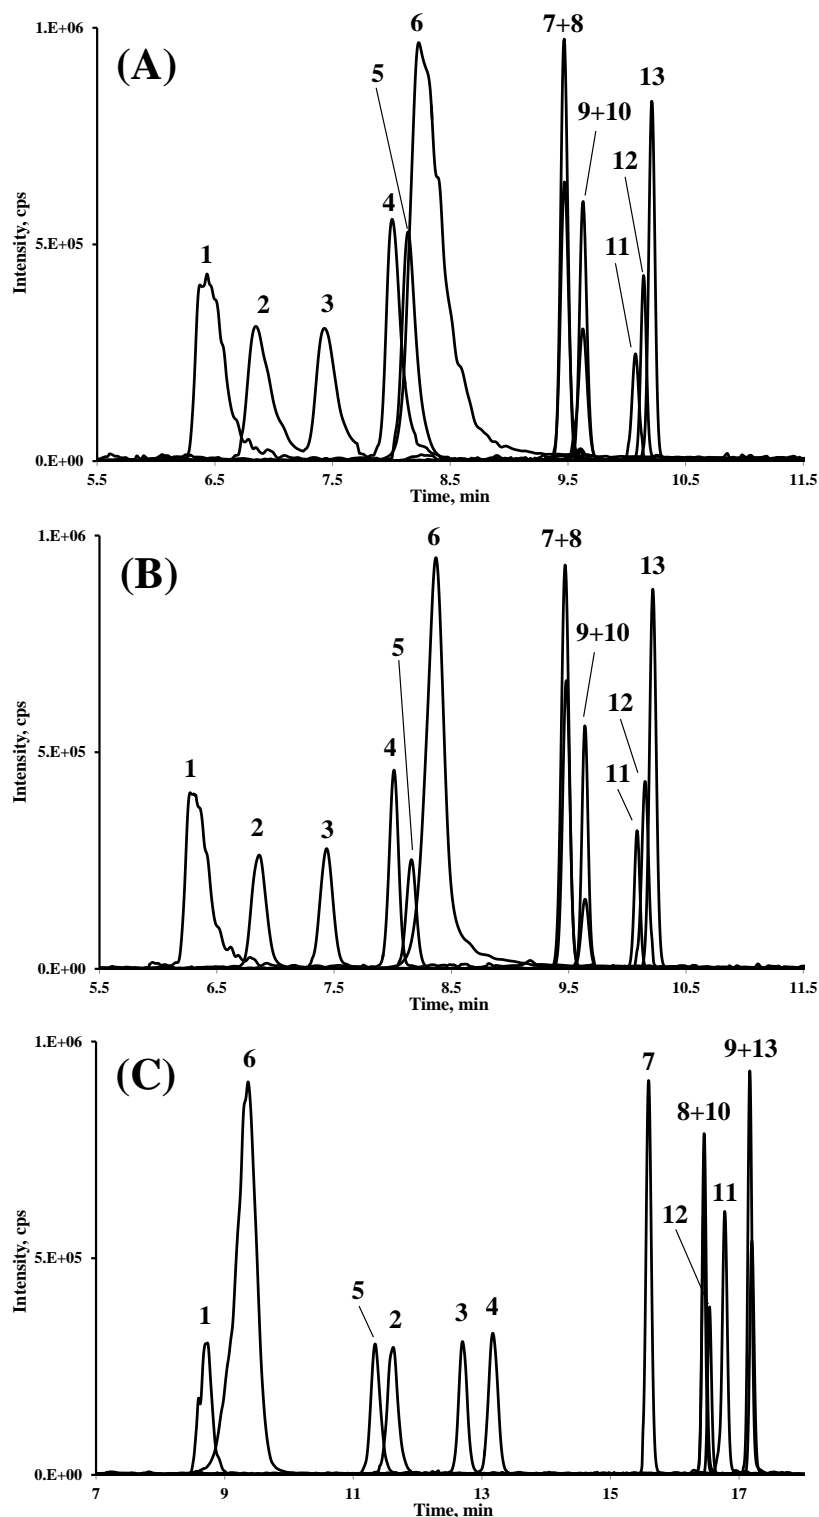 1.E+06
(A)
6
7+8
5
13
9+10
12
4
11
1
2
3
Intensity, cps
5.E+05
0.E+00
5.5
6.5
7.5
8.5
9.5
10.5
11.5
Time, min
1.E+06
(B)
6
7+8
13
5
9+10
12
4
11
1
2
3
Intensity, cps
5.E+05
0.E+00
5.5
6.5
7.5
8.5
9.5
10.5
11.5
Time, min
1.E+06
(C)
6
7
9+13
8+10
12
11
5
1
2
3
4
Intensity, cps
5.E+05
0.E+00
7
9
11
13
15
17
Time, min